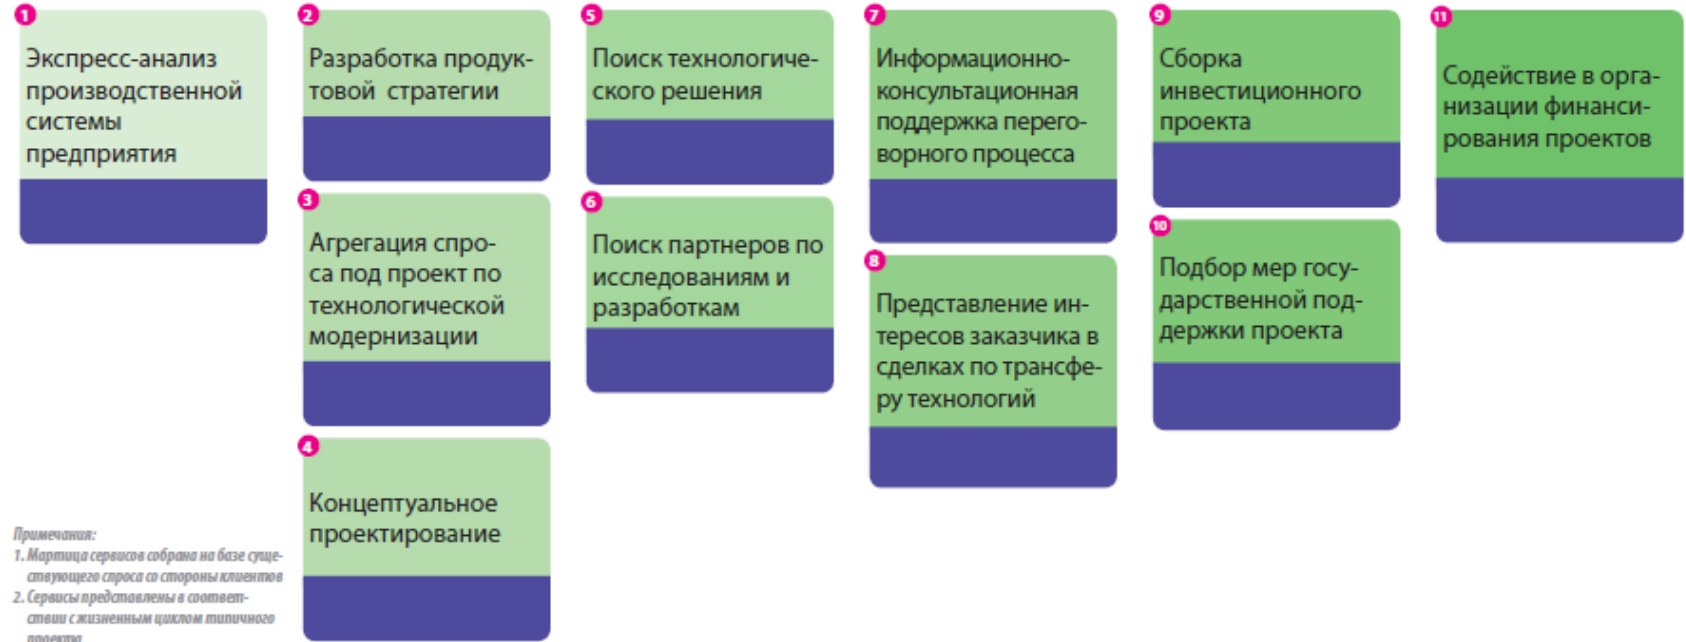 1
Экспресс-анализ
производственной
системы
предприятия
2
Разработка продук-
товой стратегии
3
Агрегация спро-
са под проект по
технологической
модернизации
4
Концептуальное
проектирование
5
Поиск технологиче-
ского решения
6
Поиск партнеров по
исследованиям и
разработкам
7
Информационно-
консультационная
поддержка перего-
ворного процесса
8
Представление ин-
тересов заказчика в
сделках по трансфе-
ру технологий
9
Сборка
инвестиционного
проекта
10
Подбор мер госу-
дарственной под-
держки проекта
11
Содействие в орга-
низации финанси-
рования проектов
Примечания:
1. Мартица сервисов собрана на базе суще-
ствующего спроса со стороны клиентов
2. Сервисы представлены в соответ-
ствии с жизненным циклом типичного
проекта